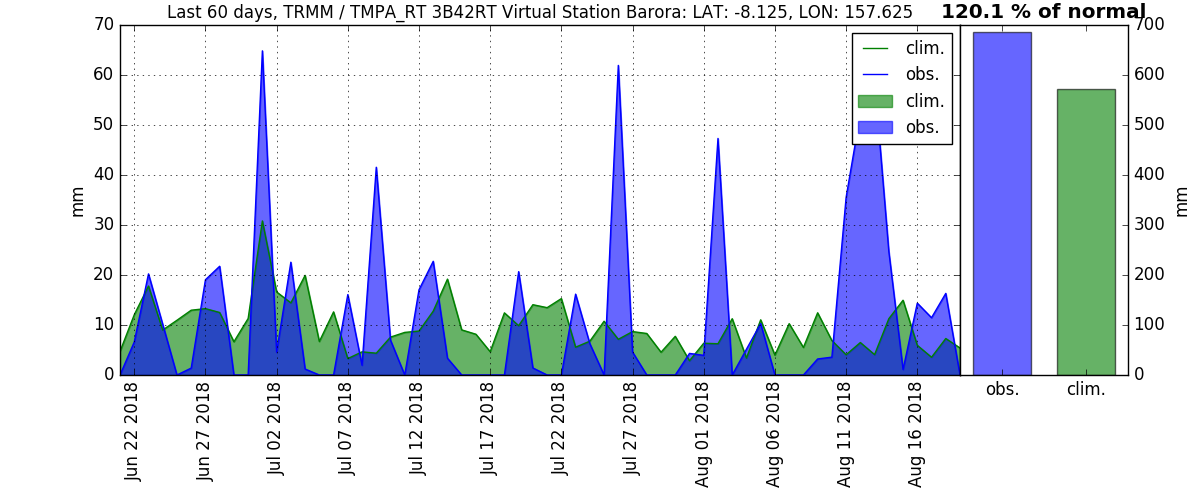 Last 60 days, TRMM / TMPA_RT 3B42RT Virtual Station Barora: LAT: -8.125, LON: 157.625
120.1 % of normal
70
60
50
40
30
20
10
0
mm
clim.
obs.
clim.
obs.
700
600
500
400
300
200
100
0
mm
Jun 22 2018
Jun 27 2018
Jul 02 2018
Jul 07 2018
Jul 12 2018
Jul 17 2018
Jul 22 2018
Jul 27 2018
Aug 01 2018
Aug 06 2018
Aug 11 2018
Aug 16 2018
obs.
clim.